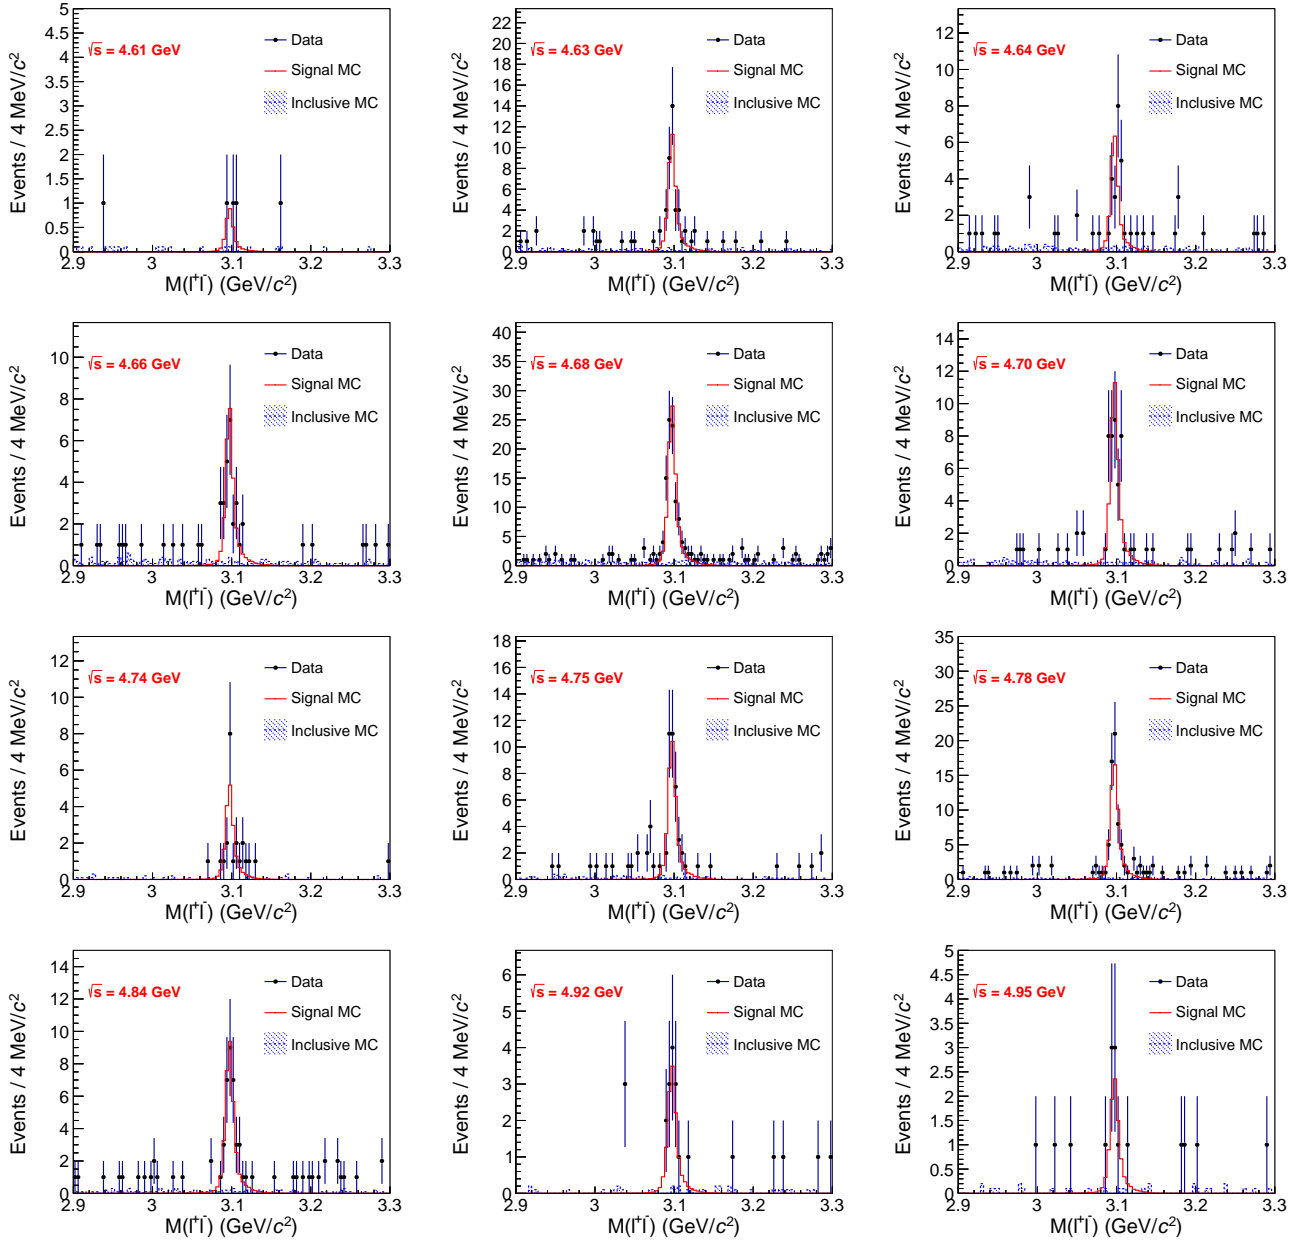 Events / 4 MeV/c²
5
4.5
4
3.5
3
2.5
2
1.5
1
0.5
0
√s = 4.61 GeV
Data
Signal MC
Inclusive MC
2.9 3 3.1 3.2 3.3
M(l⁺l⁻) (GeV/c²)
Events / 4 MeV/c²
22
20
18
16
14
12
10
8
6
4
2
0
√s = 4.63 GeV
Data
Signal MC
Inclusive MC
2.9 3 3.1 3.2 3.3
M(l⁺l⁻) (GeV/c²)
Events / 4 MeV/c²
12
10
8
6
4
2
0
√s = 4.64 GeV
Data
Signal MC
Inclusive MC
2.9 3 3.1 3.2 3.3
M(l⁺l⁻) (GeV/c²)
Events / 4 MeV/c²
10
8
6
4
2
0
√s = 4.66 GeV
Data
Signal MC
Inclusive MC
2.9 3 3.1 3.2 3.3
M(l⁺l⁻) (GeV/c²)
Events / 4 MeV/c²
40
35
30
25
20
15
10
5
0
√s = 4.68 GeV
Data
Signal MC
Inclusive MC
2.9 3 3.1 3.2 3.3
M(l⁺l⁻) (GeV/c²)
Events / 4 MeV/c²
14
12
10
8
6
4
2
0
√s = 4.70 GeV
Data
Signal MC
Inclusive MC
2.9 3 3.1 3.2 3.3
M(l⁺l⁻) (GeV/c²)
Events / 4 MeV/c²
12
10
8
6
4
2
0
√s = 4.74 GeV
Data
Signal MC
Inclusive MC
2.9 3 3.1 3.2 3.3
M(l⁺l⁻) (GeV/c²)
Events / 4 MeV/c²
18
16
14
12
10
8
6
4
2
0
√s = 4.75 GeV
Data
Signal MC
Inclusive MC
2.9 3 3.1 3.2 3.3
M(l⁺l⁻) (GeV/c²)
Events / 4 MeV/c²
35
30
25
20
15
10
5
0
√s = 4.78 GeV
Data
Signal MC
Inclusive MC
2.9 3 3.1 3.2 3.3
M(l⁺l⁻) (GeV/c²)
Events / 4 MeV/c²
14
12
10
8
6
4
2
0
√s = 4.84 GeV
Data
Signal MC
Inclusive MC
2.9 3 3.1 3.2 3.3
M(l⁺l⁻) (GeV/c²)
Events / 4 MeV/c²
6
5
4
3
2
1
0
√s = 4.92 GeV
Data
Signal MC
Inclusive MC
2.9 3 3.1 3.2 3.3
M(l⁺l⁻) (GeV/c²)
Events / 4 MeV/c²
5
4.5
4
3.5
3
2.5
2
1.5
1
0.5
0
√s = 4.95 GeV
Data
Signal MC
Inclusive MC
2.9 3 3.1 3.2 3.3
M(l⁺l⁻) (GeV/c²)